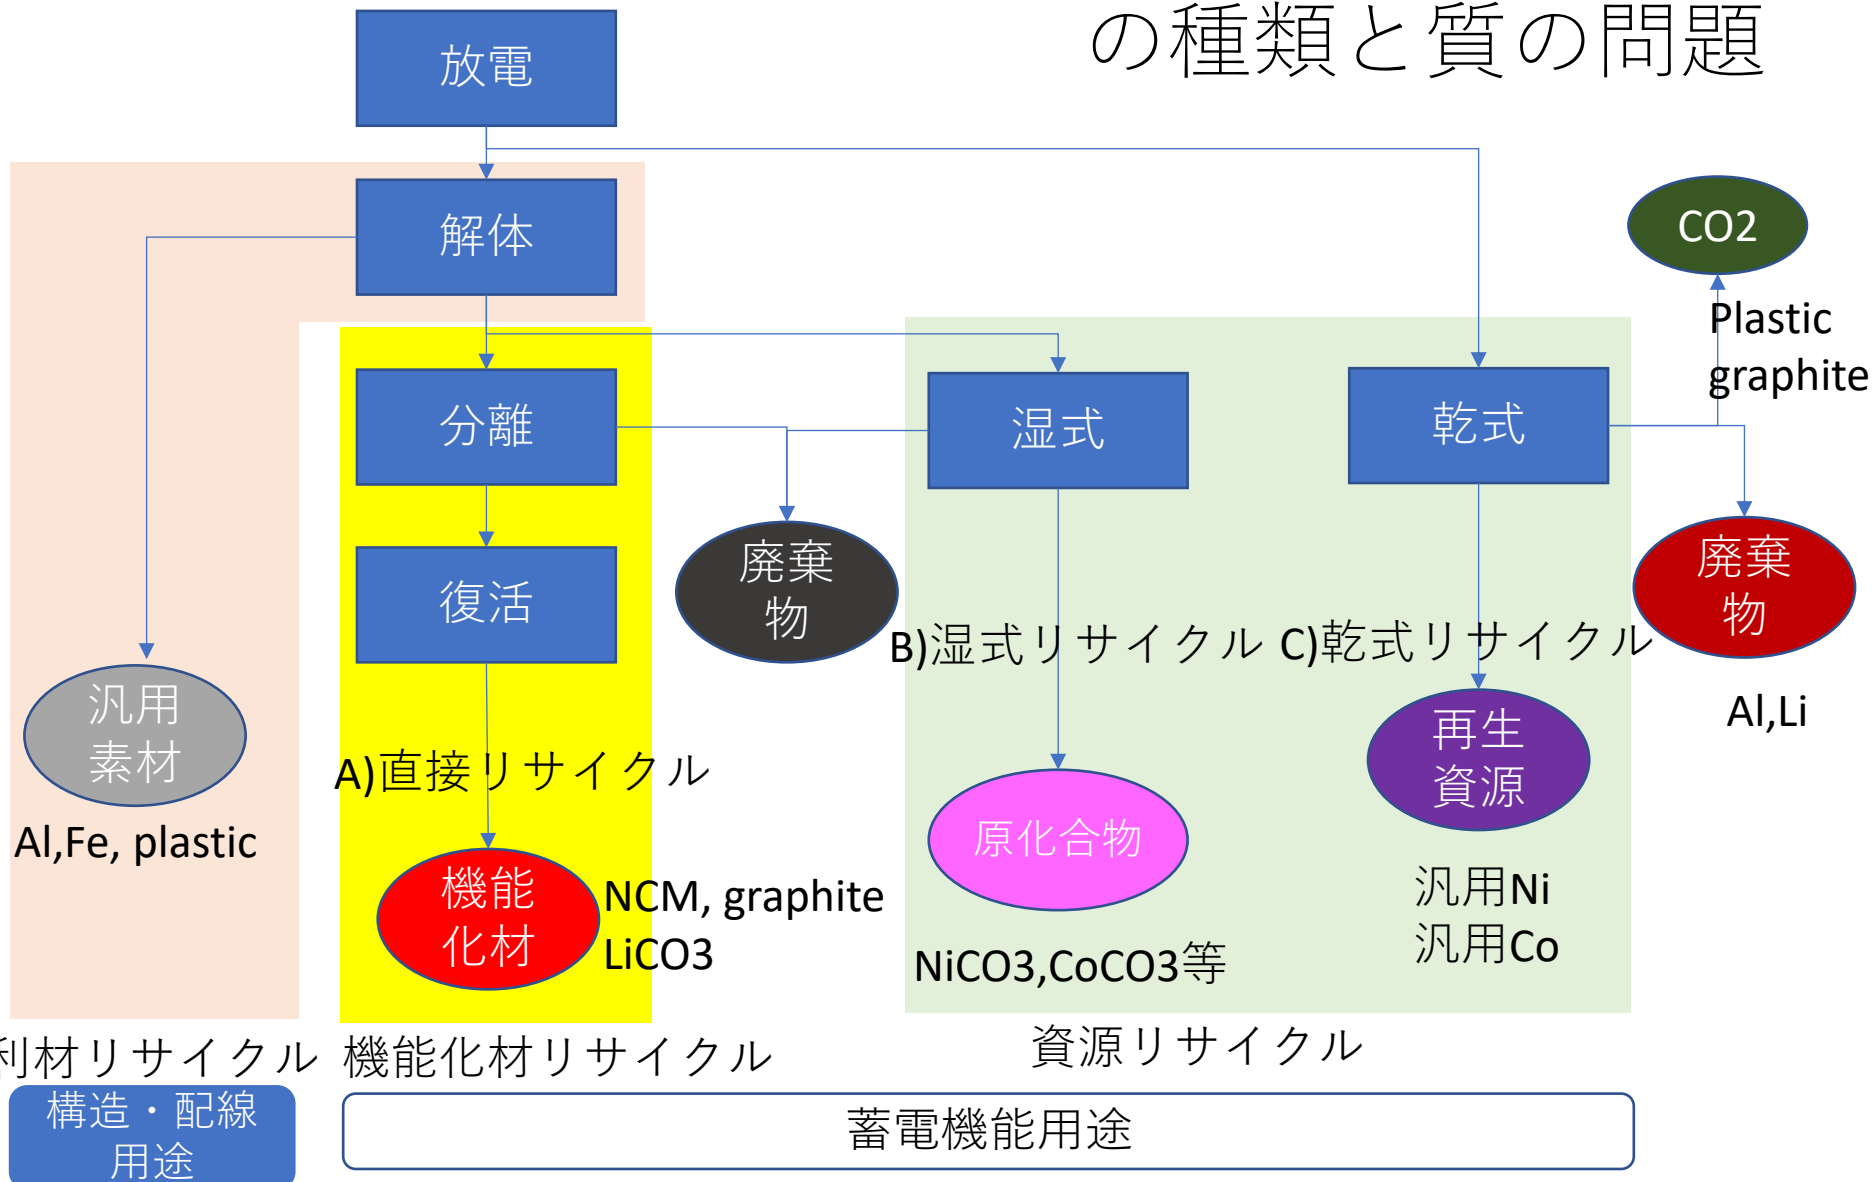 の種類と質の問題
放電
解体
CO2
Plastic
graphite
分離
湿式
乾式
廃棄
物
廃棄
物
復活
B)湿式リサイクル
C)乾式リサイクル
汎用
素材
Al,Li
再生
資源
A)直接リサイクル
Al,Fe, plastic
原化合物
機能
化材
NCM, graphite
LiCO3
汎用Ni
汎用Co
NiCO3,CoCO3等
利材リサイクル
機能化材リサイクル
資源リサイクル
構造・配線
用途
蓄電機能用途